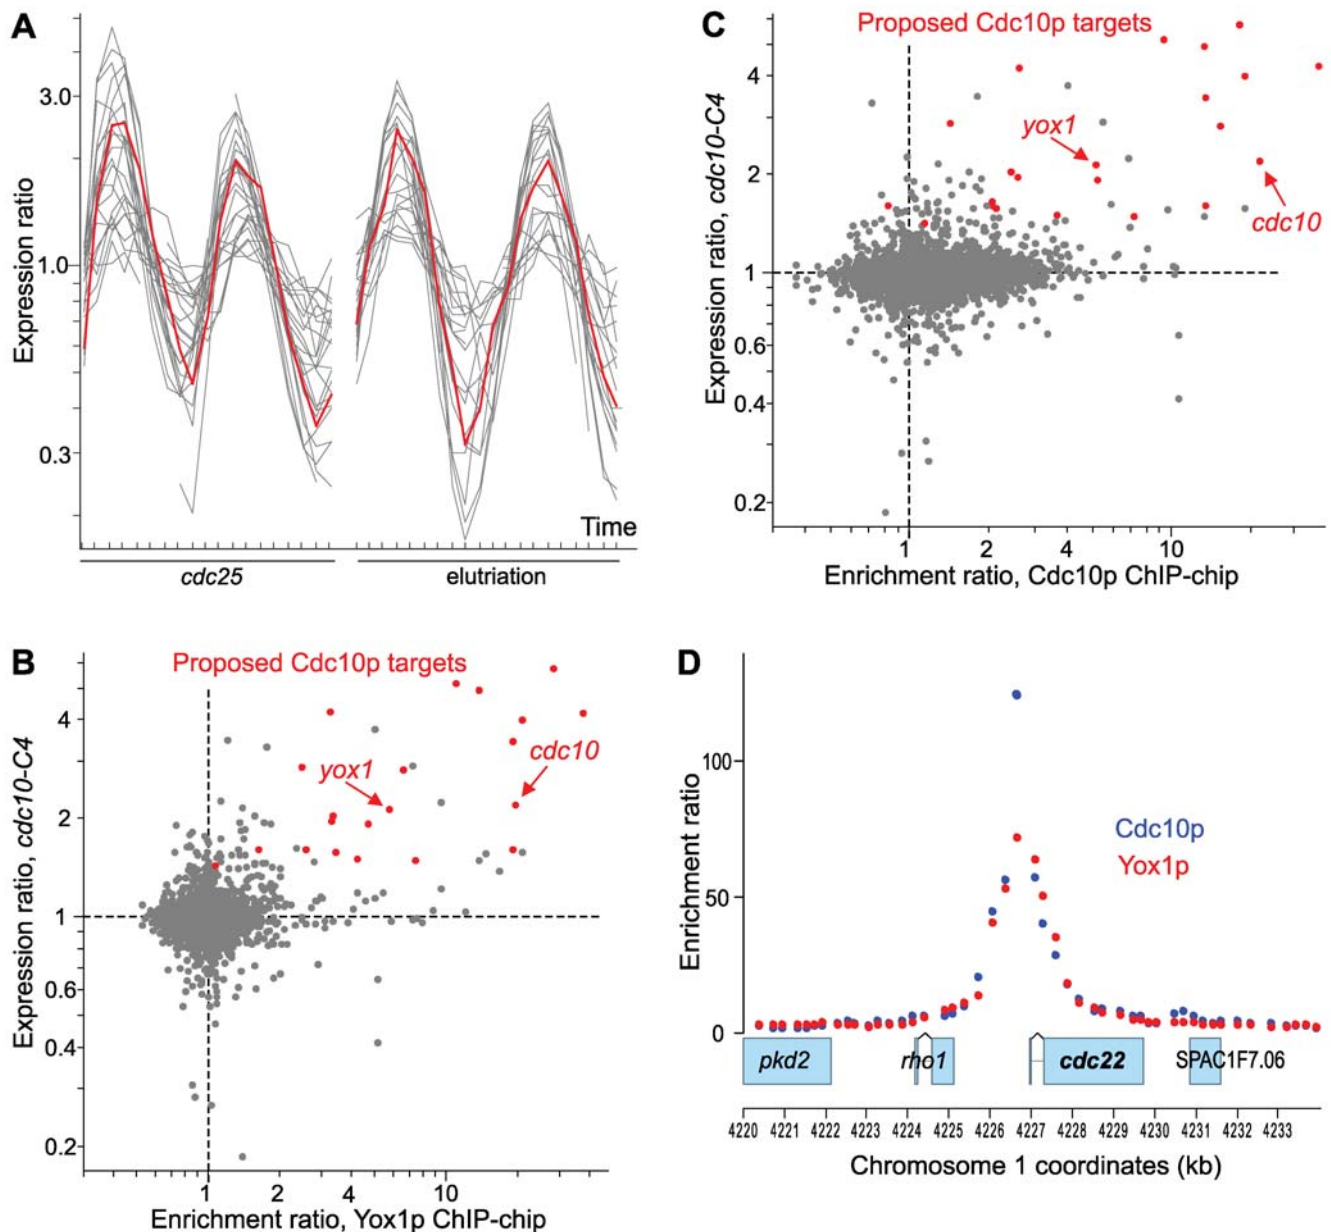 A
3.0
1.0
0.3
Expression ratio
Time
cdc25
elutriation
C
Proposed Cdc10p targets
yox1
cdc10
4
2
1
0.6
0.4
0.2
Expression ratio, cdc10-C4
1 2 4 10
Enrichment ratio, Cdc10p ChIP-chip
B
Proposed Cdc10p targets
yox1
cdc10
4
2
1
0.6
0.4
0.2
Expression ratio, cdc10-C4
1 2 4 10
Enrichment ratio, Yox1p ChIP-chip
D
100
50
0
Enrichment ratio
Cdc10p
Yox1p
pkd2 rho1 cdc22 SPAC1F7.06
4220 4221 4222 4223 4224 4225 4226 4227 4228 4229 4230 4231 4232 4233
Chromosome 1 coordinates (kb)